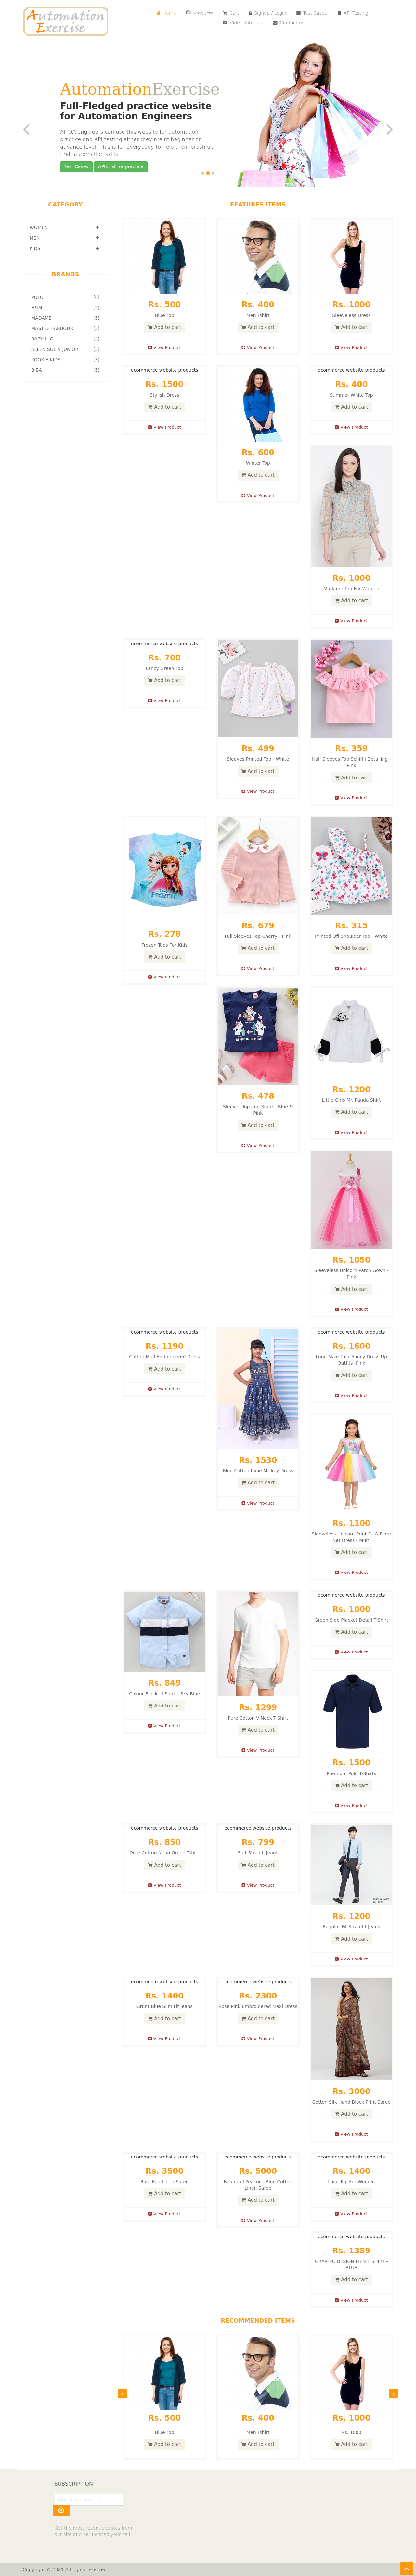 Automation
Exercise
Home
Products
Cart
Signup / Login
Test Cases
API Testing
Video Tutorials
Contact us
AutomationExercise
Full-Fledged practice website
for Automation Engineers
All QA engineers can use this website for automation
practice and API testing either they are at beginner or
advance level. This is for everybody to help them brush up
their automation skills.
Test Cases
APIs list for practice
CATEGORY
WOMEN
MEN
KIDS
BRANDS
POLO (6)
H&M (5)
MADAME (5)
MAST & HARBOUR (3)
BABYHUG (4)
ALLEN SOLLY JUNIOR (3)
KOOKIE KIDS (3)
BIBA (5)
FEATURES ITEMS
Rs. 500
Blue Top
Add to cart
View Product
Rs. 400
Men Tshirt
Add to cart
View Product
Rs. 1000
Sleeveless Dress
Add to cart
View Product
ecommerce website products
Rs. 1500
Stylish Dress
Add to cart
View Product
Rs. 600
Winter Top
Add to cart
View Product
ecommerce website products
Rs. 400
Summer White Top
Add to cart
View Product
Rs. 1000
Madame Top For Women
Add to cart
View Product
ecommerce website products
Rs. 700
Fancy Green Top
Add to cart
View Product
Rs. 499
Sleeves Printed Top - White
Add to cart
View Product
Rs. 359
Half Sleeves Top Schiffli Detailing -
Pink
Add to cart
View Product
Rs. 278
Frozen Tops For Kids
Add to cart
View Product
Rs. 679
Full Sleeves Top Cherry - Pink
Add to cart
View Product
Rs. 315
Printed Off Shoulder Top - White
Add to cart
View Product
Rs. 478
Sleeves Top and Short - Blue &
Pink
Add to cart
View Product
Rs. 1200
Little Girls Mr. Panda Shirt
Add to cart
View Product
Rs. 1050
Sleeveless Unicorn Patch Gown -
Pink
Add to cart
View Product
ecommerce website products
Rs. 1190
Cotton Mull Embroidered Dress
Add to cart
View Product
Rs. 1530
Blue Cotton Indie Mickey Dress
Add to cart
View Product
ecommerce website products
Rs. 1600
Long Maxi Tulle Fancy Dress Up
Outfits -Pink
Add to cart
View Product
Rs. 1100
Sleeveless Unicorn Print Fit & Flare
Net Dress - Multi
Add to cart
View Product
Rs. 849
Colour Blocked Shirt – Sky Blue
Add to cart
View Product
Rs. 1299
Pure Cotton V-Neck T-Shirt
Add to cart
View Product
ecommerce website products
Rs. 1000
Green Side Placket Detail T-Shirt
Add to cart
View Product
Rs. 1500
Premium Polo T-Shirts
Add to cart
View Product
ecommerce website products
Rs. 850
Pure Cotton Neon Green Tshirt
Add to cart
View Product
ecommerce website products
Rs. 799
Soft Stretch Jeans
Add to cart
View Product
Rs. 1200
Regular Fit Straight Jeans
Add to cart
View Product
ecommerce website products
Rs. 1400
Grunt Blue Slim Fit Jeans
Add to cart
View Product
ecommerce website products
Rs. 2300
Rose Pink Embroidered Maxi Dress
Add to cart
View Product
Rs. 3000
Cotton Silk Hand Block Print Saree
Add to cart
View Product
ecommerce website products
Rs. 3500
Rust Red Linen Saree
Add to cart
View Product
ecommerce website products
Rs. 5000
Beautiful Peacock Blue Cotton
Linen Saree
Add to cart
View Product
ecommerce website products
Rs. 1400
Lace Top For Women
Add to cart
View Product
ecommerce website products
Rs. 1389
GRAPHIC DESIGN MEN T SHIRT -
BLUE
Add to cart
View Product
RECOMMENDED ITEMS
Rs. 500
Blue Top
Add to cart
Rs. 400
Men Tshirt
Add to cart
Rs. 1000
Rs. 1000
Add to cart
SUBSCRIPTION
Get the most recent updates from
our site and be updated your self...
Copyright © 2021 All rights reserved